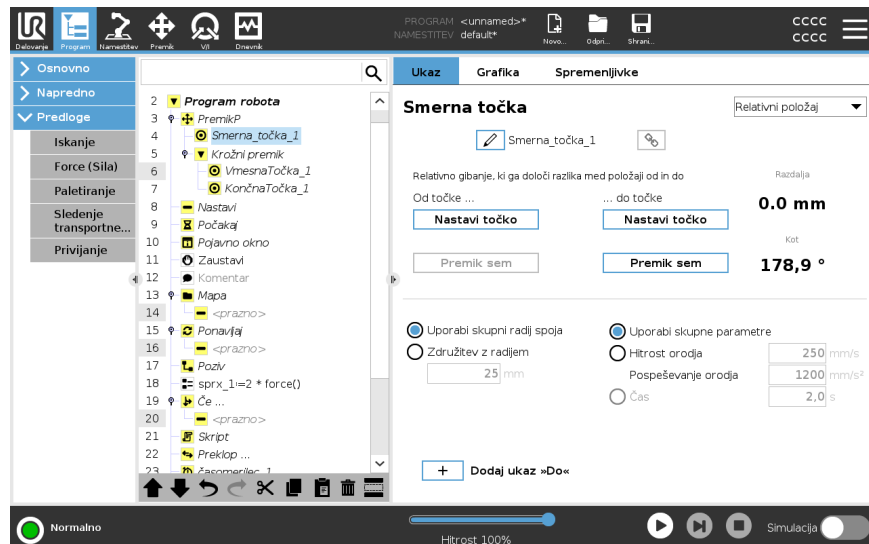 PROGRAM <unnamed>*
NAMESTITEV default*
CCCC
CCCC
Delovanje Program Namestitev Premik V/I Dnevnik
Novo... Odpri... Shrani...
Osnovno
Napredno
Predloge
Iskanje
Force (Sila)
Paletiranje
Sledenje
transportne...
Privijanje
2 Program robota
3 PremikP
4 Smerna_točka_1
5 Krožni premik
6 VmesnaTočka_1
7 KončnaTočka_1
8 Nastavi
9 Počakaj
10 Pojavno okno
11 Zaustavi
12 Komentar
13 Mapa
14 <prazno>
15 Ponavljaj
16 <prazno>
17 Poziv
18 sprx_1≔2 * force()
19 Če ...
20 <prazno>
21 Skript
22 Preklop ...
23 časomerilec_1
Ukaz Grafika Spremenljivke
Smerna točka
Relativni položaj
Smerna_točka_1
Relativno gibanje, ki ga določi razlika med položaji od in do
Od točke ... ... do točke
Nastavi točko Nastavi točko
Premik sem Premik sem
Razdalja
0.0 mm
Kot
178,9 °
Uporabi skupni radij spoja
Združitev z radijem
25 mm
Uporabi skupne parametre
Hitrost orodja 250 mm/s
Pospeševanje orodja 1200 mm/s²
Čas 2,0 s
+ Dodaj ukaz »Do«
Normalno
Hitrost 100%
Simulacija